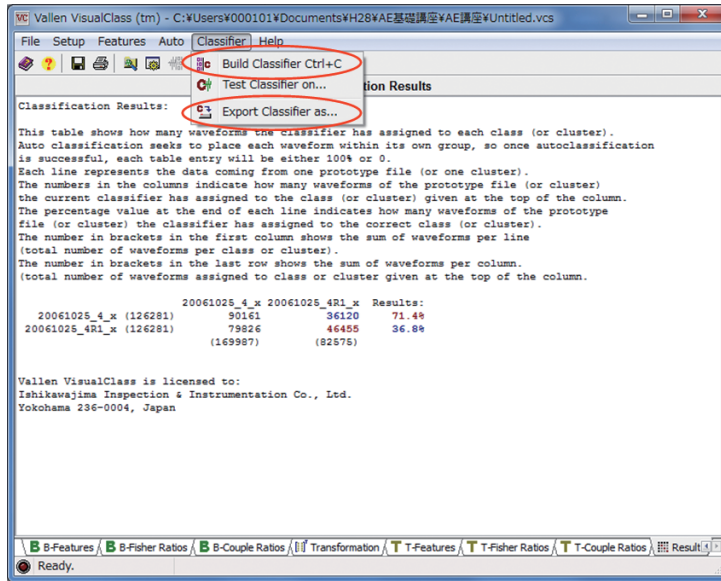 Vallen VisualClass (tm) - C:¥Users¥000101¥Documents¥H28¥AE基礎講座¥AE講座¥Untitled.vcs
File Setup Features Auto Classifier Help
Build Classifier Ctrl+C
Test Classifier on...
Export Classifier as...
tion Results
Classification Results:
This table shows how many waveforms the classifier has assigned to each class (or cluster).
Auto classification seeks to place each waveform within its own group, so once autoclassification
is successful, each table entry will be either 100% or 0.
Each line represents the data coming from one prototype file (or one cluster).
The numbers in the columns indicate how many waveforms of the prototype file (or cluster)
the current classifier has assigned to the class (or cluster) given at the top of the column.
The percentage value at the end of each line indicates how many waveforms of the prototype
file (or cluster) the classifier has assigned to the correct class (or cluster).
The number in brackets in the first column shows the sum of waveforms per line
(total number of waveforms per class or cluster).
The number in brackets in the last row shows the sum of waveforms per column.
(total number of waveforms assigned to class or cluster given at the top of the column.
20061025_4_x 20061025_4R1_x Results:
20061025_4_x (126281) 90161 36120 71.4%
20061025_4R1_x (126281) 79826 46455 36.8%
(169987) (82575)
Vallen VisualClass is licensed to:
Ishikawajima Inspection & Instrumentation Co., Ltd.
Yokohama 236-0004, Japan
B B-Features B B-Fisher Ratios B B-Couple Ratios Transformation T T-Features T T-Fisher Ratios T T-Couple Ratios Result
Ready.